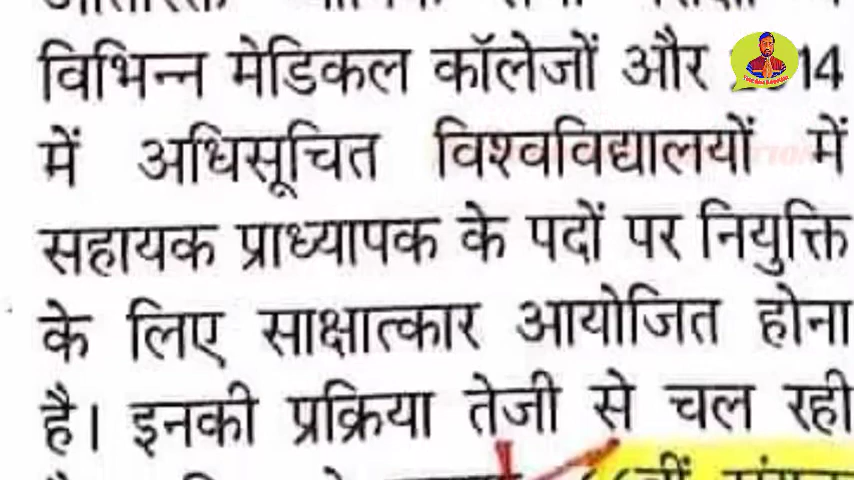 विभिन्न मेडिकल कॉलेजों और 14
में अधिसूचित विश्वविद्यालयों में
सहायक प्राध्यापक के पदों पर नियुक्ति
के लिए साक्षात्कार आयोजित होना
है। इनकी प्रक्रिया तेजी से चल रही